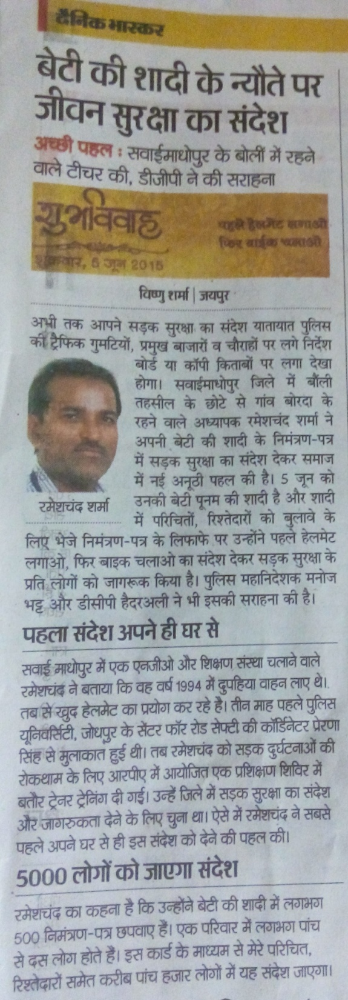 दैनिक भास्कर
बेटी की शादी के न्यौते पर
जीवन सुरक्षा का संदेश
अच्छी पहल : सवाईमाधोपुर के बोलीं में रहने
वाले टीचर की, डीजीपी ने की सराहना
शुभविवाह
पहले हेलमेट लगाओ
फिर बाईक चलाओ
शुक्रवार, 5 जून 2015
विष्णु शर्मा | जयपुर
अभी तक आपने सड़क सुरक्षा का संदेश यातायात पुलिस
की ट्रैफिक गुमटियों, प्रमुख बाजारों व चौराहों पर लगे निर्देश
बोर्ड या कॉपी किताबों पर लगा देखा
होगा। सवाईमाधोपुर जिले में बौंली
तहसील के छोटे से गांव बोरदा के
रहने वाले अध्यापक रमेशचंद शर्मा ने
अपनी बेटी की शादी के निमंत्रण-पत्र
में सड़क सुरक्षा का संदेश देकर समाज
में नई अनूठी पहल की है। 5 जून को
उनकी बेटी पूनम की शादी है और शादी
में परिचितों, रिश्तेदारों को बुलावे के
रमेशचंद शर्मा
लिए भेजे निमंत्रण-पत्र के लिफाफे पर उन्होंने पहले हेलमेट
लगाओ, फिर बाइक चलाओ का संदेश देकर सड़क सुरक्षा के
प्रति लोगों को जागरूक किया है। पुलिस महानिदेशक मनोज
भट्ट और डीसीपी हैदरअली ने भी इसकी सराहना की है।
पहला संदेश अपने ही घर से
सवाई माधोपुर में एक एनजीओ और शिक्षण संस्था चलाने वाले
रमेशचंद ने बताया कि वह वर्ष 1994 में दुपहिया वाहन लाए थे।
तब से खुद हेलमेट का प्रयोग कर रहे है। तीन माह पहले पुलिस
यूनिवर्सिटी, जोधपुर के सेंटर फॉर रोड सेफ्टी की कॉर्डिनेटर प्रेरणा
सिंह से मुलाकात हुई थी। तब रमेशचंद को सड़क दुर्घटनाओं की
रोकथाम के लिए आरपीए में आयोजित एक प्रशिक्षण शिविर में
बतौर ट्रेनर ट्रेनिंग दी गई। उन्हें जिले में सड़क सुरक्षा का संदेश
और जागरुकता देने के लिए चुना था। ऐसे में रमेशचंद ने सबसे
पहले अपने घर से ही इस संदेश को देने की पहल की।
5000 लोगों को जाएगा संदेश
रमेशचंद का कहना है कि उन्होंने बेटी की शादी में लगभग
500 निमंत्रण-पत्र छपवाए हैं। एक परिवार में लगभग पांच
से दस लोग होते है। इस कार्ड के माध्यम से मेरे परिचित,
रिश्तेदारों समेत करीब पांच हजार लोगों में यह संदेश जाएगा।